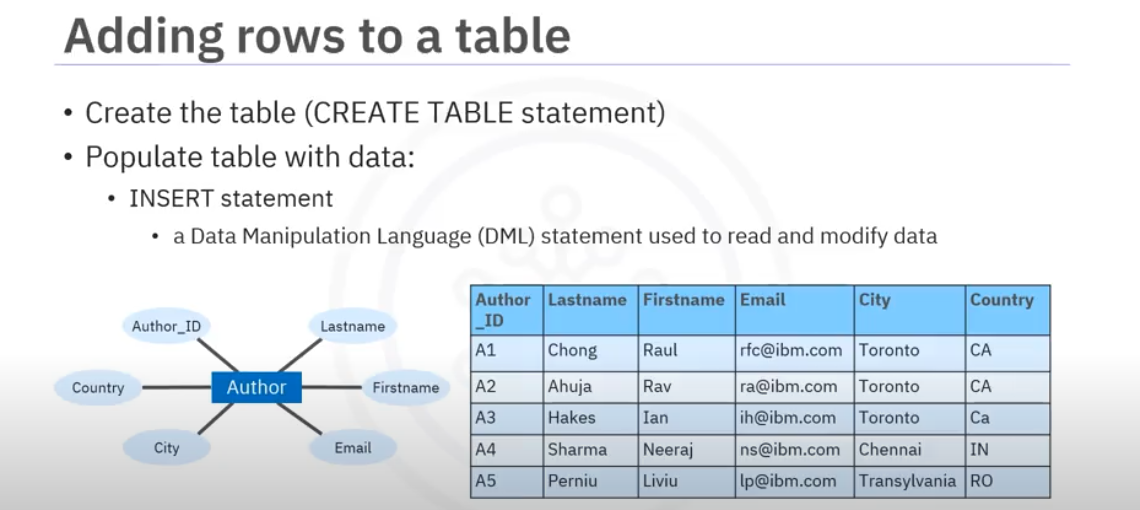 Adding rows to a table
• Create the table (CREATE TABLE statement)
• Populate table with data:
• INSERT statement
• a Data Manipulation Language (DML) statement used to read and modify data
Author_ID
Lastname
Country
Author
Firstname
City
Email
Author_ID Lastname Firstname Email City Country
A1 Chong Raul rfc@ibm.com Toronto CA
A2 Ahuja Rav ra@ibm.com Toronto CA
A3 Hakes Ian ih@ibm.com Toronto Ca
A4 Sharma Neeraj ns@ibm.com Chennai IN
A5 Perniu Liviu lp@ibm.com Transylvania RO